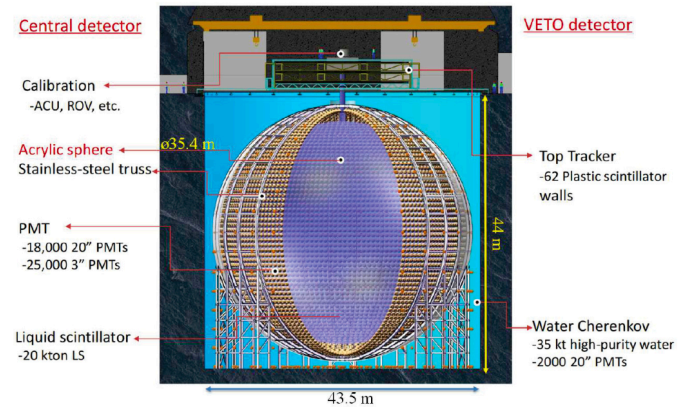 Central detector
VETO detector
Calibration
-ACU, ROV, etc.
Acrylic sphere
ø35.4 m
Stainless-steel truss
Top Tracker
-62 Plastic scintillator
walls
PMT
-18,000 20” PMTs
-25,000 3” PMTs
44 m
Liquid scintillator
-20 kton LS
Water Cherenkov
-35 kt high-purity water
-2000 20” PMTs
43.5 m